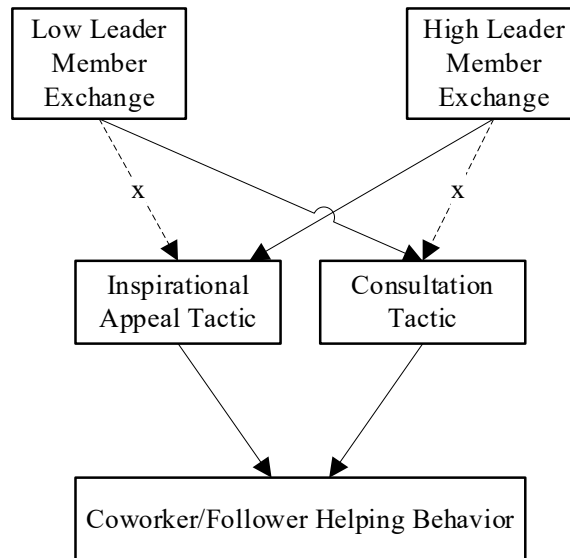 Low Leader
Member
Exchange
High Leader
Member
Exchange
x
x
Inspirational
Appeal Tactic
Consultation
Tactic
Coworker/Follower Helping Behavior